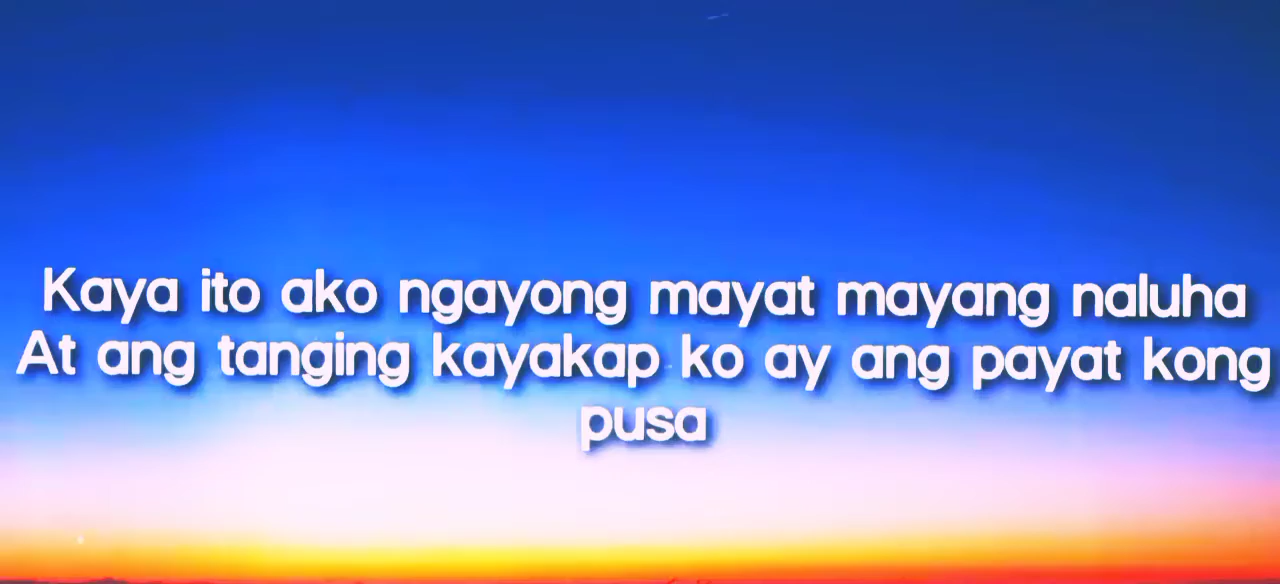 Kaya ito ako ngayong mayat mayang naluha
At ang tanging kayakap ko ay ang payat kong
pusa